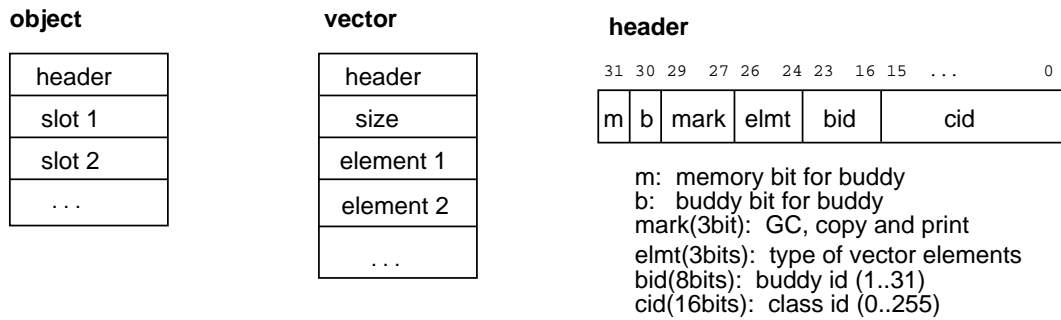 object
header
slot 1
slot 2
. . .
vector
header
size
element 1
element 2
. . .
header
31 30 29 27 26 24 23 16 15 ... 0
m b mark elmt bid cid
m: memory bit for buddy
b: buddy bit for buddy
mark(3bit): GC, copy and print
elmt(3bits): type of vector elements
bid(8bits): buddy id (1..31)
cid(16bits): class id (0..255)